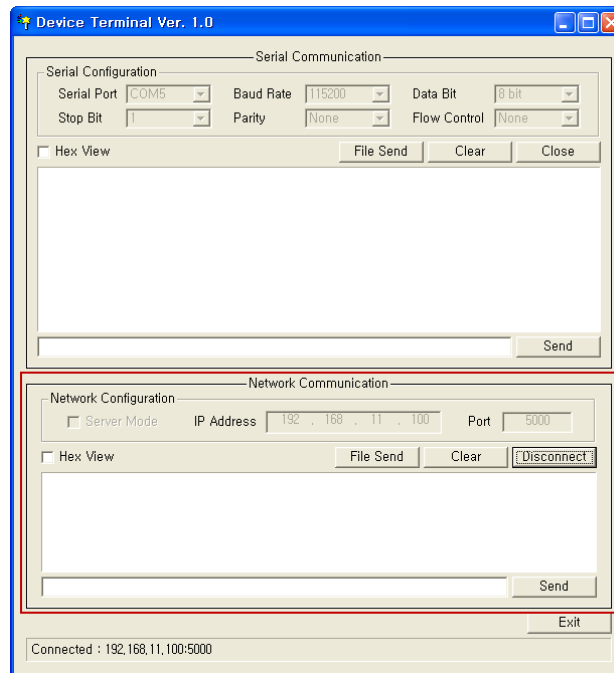 Device Terminal Ver. 1.0
Serial Communication
Serial Configuration
Serial Port COM5 Baud Rate 115200 Data Bit 8 bit
Stop Bit 1 Parity None Flow Control None
Hex View File Send Clear Close
Send
Network Communication
Network Configuration
Server Mode IP Address 192 . 168 . 11 . 100 Port 5000
Hex View File Send Clear Disconnect
Send
Exit
Connected : 192,168,11,100:5000